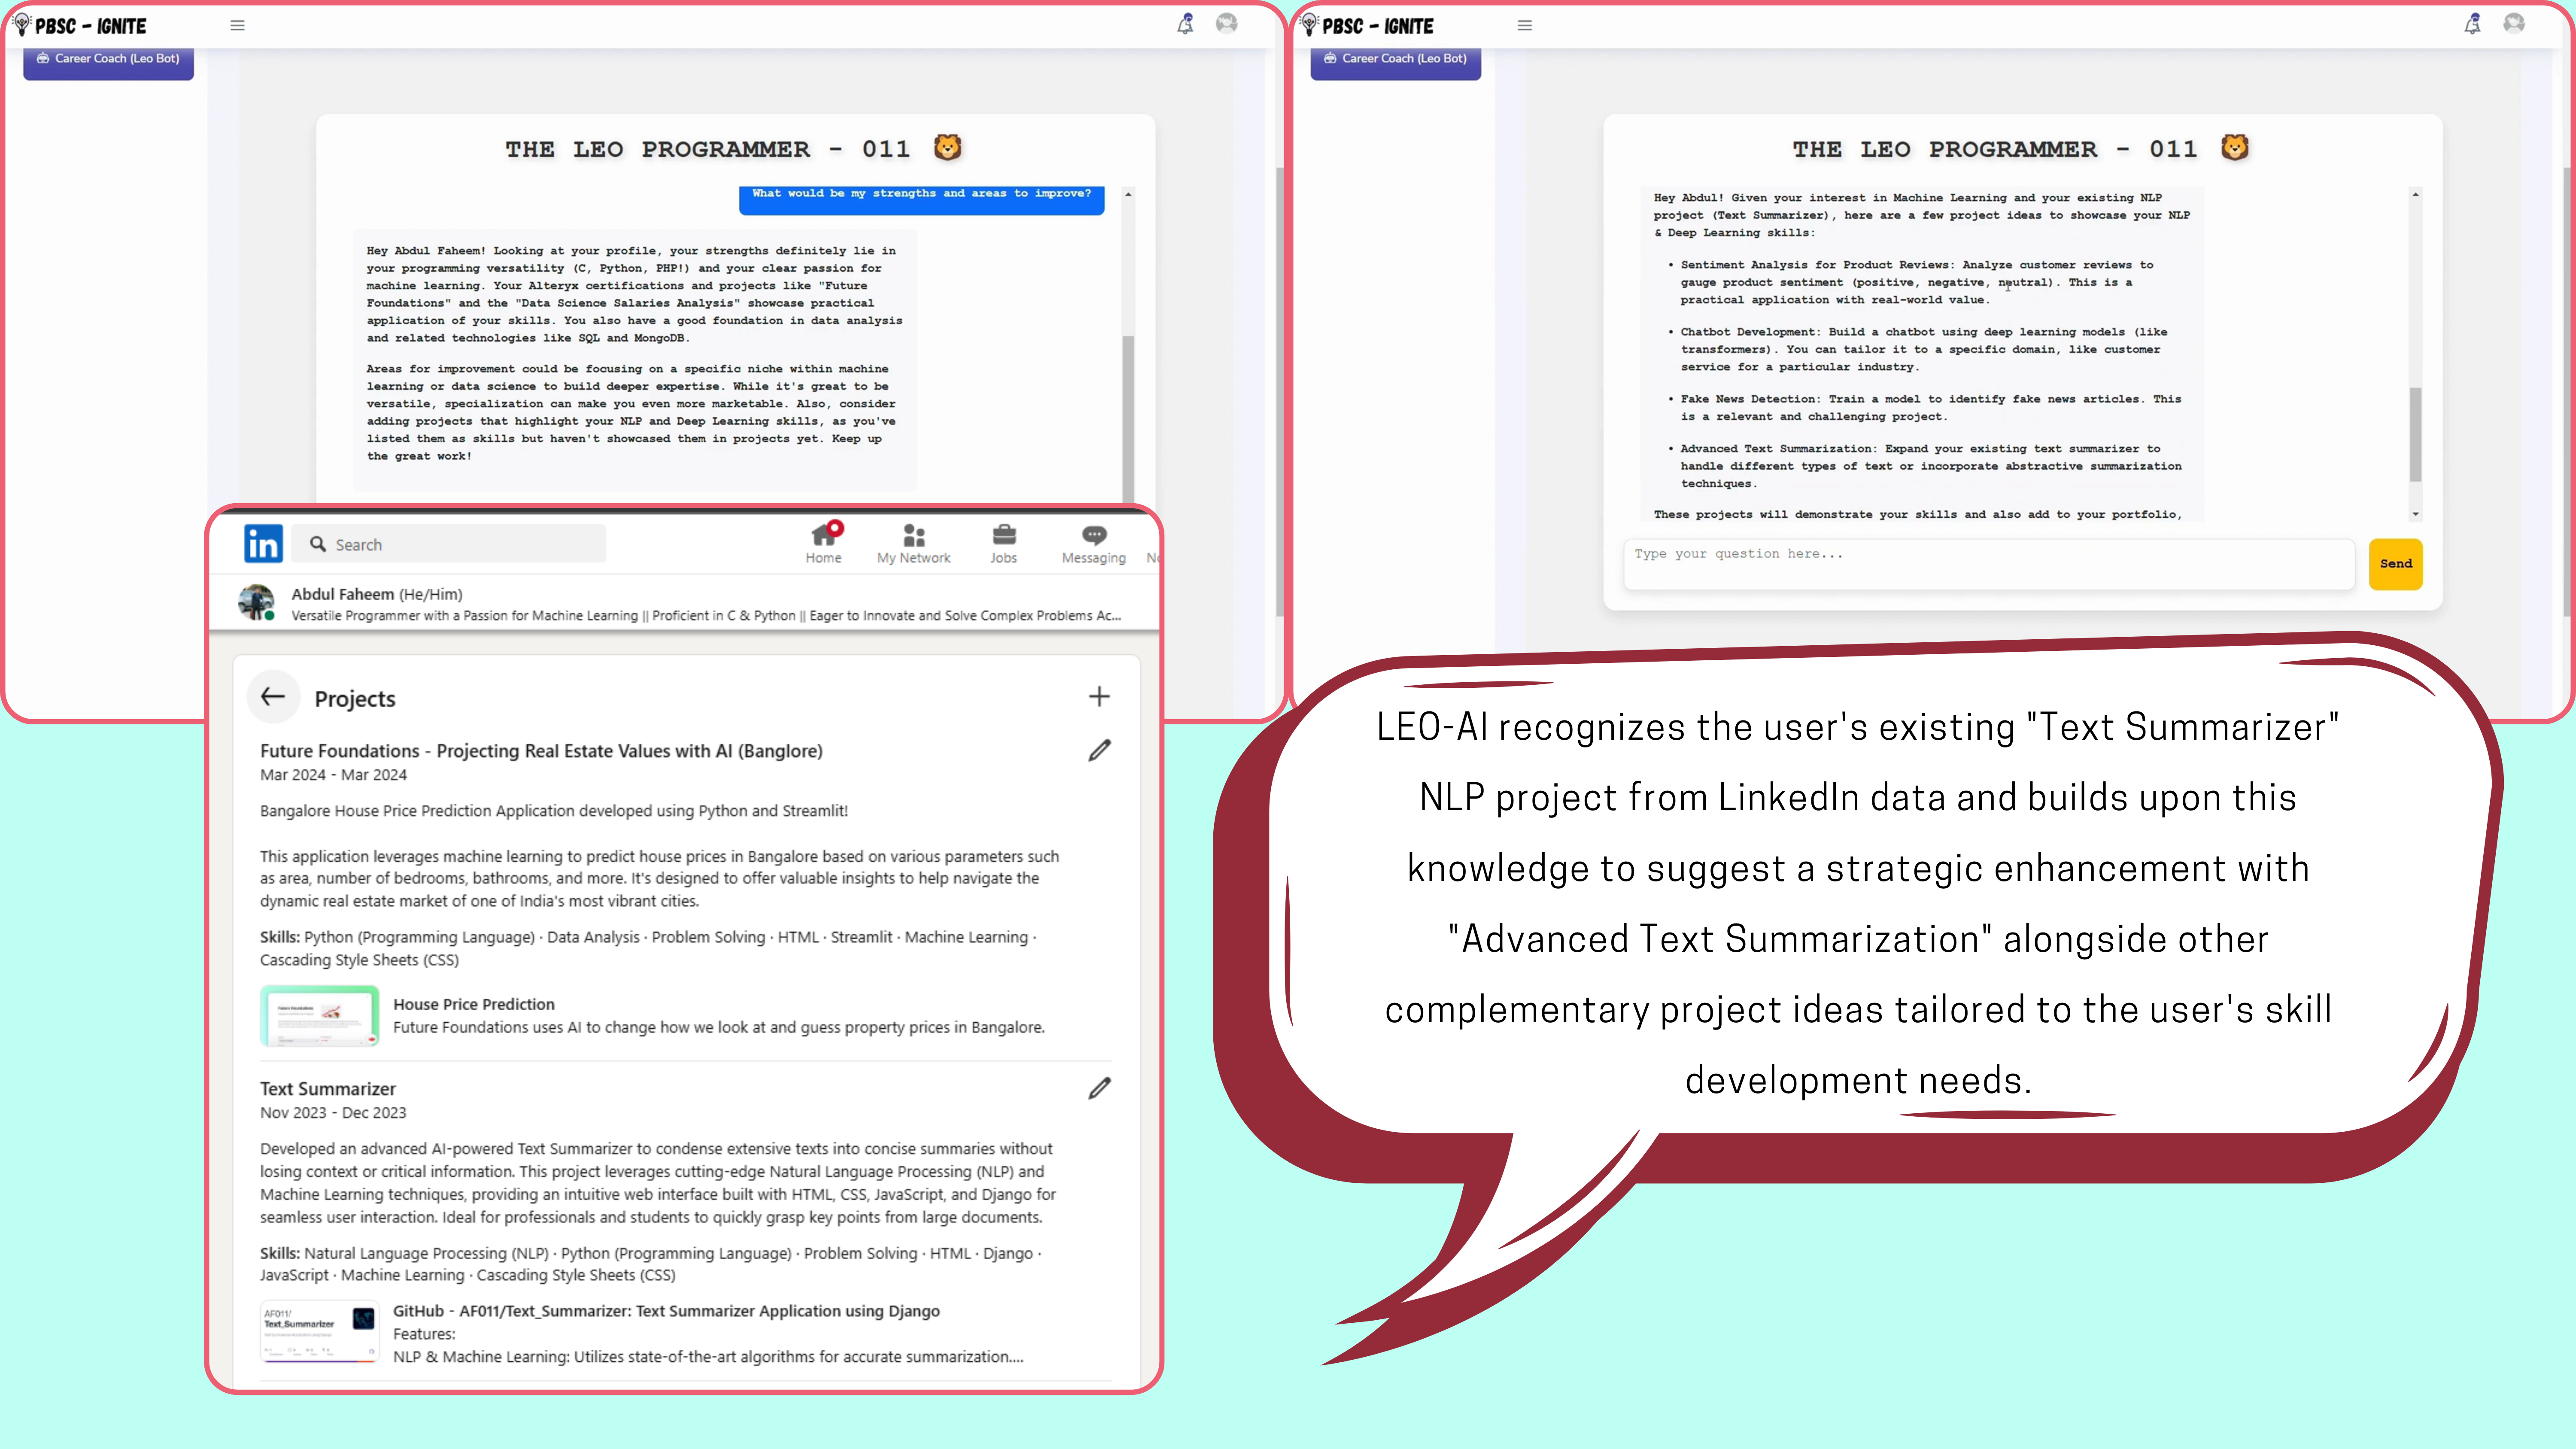 PBSC - IGNITE
Career Coach (Leo Bot)
THE LEO PROGRAMMER - 011
What would be my strengths and areas to improve?
Hey Abdul Faheem! Looking at your profile, your strengths definitely lie in
your programming versatility (C, Python, PHP!) and your clear passion for
machine learning. Your Alteryx certifications and projects like "Future
Foundations" and the "Data Science Salaries Analysis" showcase practical
application of your skills. You also have a good foundation in data analysis
and related technologies like SQL and MongoDB.
Areas for improvement could be focusing on a specific niche within machine
learning or data science to build deeper expertise. While it's great to be
versatile, specialization can make you even more marketable. Also, consider
adding projects that highlight your NLP and Deep Learning skills, as you've
listed them as skills but haven't showcased them in projects yet. Keep up
the great work!
PBSC - IGNITE
Career Coach (Leo Bot)
THE LEO PROGRAMMER - 011
Hey Abdul! Given your interest in Machine Learning and your existing NLP
project (Text Summarizer), here are a few project ideas to showcase your NLP
& Deep Learning skills:
• Sentiment Analysis for Product Reviews: Analyze customer reviews to
gauge product sentiment (positive, negative, neutral). This is a
practical application with real-world value.
• Chatbot Development: Build a chatbot using deep learning models (like
transformers). You can tailor it to a specific domain, like customer
service for a particular industry.
• Fake News Detection: Train a model to identify fake news articles. This
is a relevant and challenging project.
• Advanced Text Summarization: Expand your existing text summarizer to
handle different types of text or incorporate abstractive summarization
techniques.
These projects will demonstrate your skills and also add to your portfolio,
Type your question here...
Send
in
Search
Home
My Network
Jobs
Messaging
Abdul Faheem (He/Him)
Versatile Programmer with a Passion for Machine Learning || Proficient in C & Python || Eager to Innovate and Solve Complex Problems Ac...
Projects
Future Foundations - Projecting Real Estate Values with AI (Banglore)
Mar 2024 - Mar 2024
Bangalore House Price Prediction Application developed using Python and Streamlit!
This application leverages machine learning to predict house prices in Bangalore based on various parameters such
as area, number of bedrooms, bathrooms, and more. It's designed to offer valuable insights to help navigate the
dynamic real estate market of one of India's most vibrant cities.
Skills: Python (Programming Language) · Data Analysis · Problem Solving · HTML · Streamlit · Machine Learning ·
Cascading Style Sheets (CSS)
House Price Prediction
Future Foundations uses AI to change how we look at and guess property prices in Bangalore.
Text Summarizer
Nov 2023 - Dec 2023
Developed an advanced AI-powered Text Summarizer to condense extensive texts into concise summaries without
losing context or critical information. This project leverages cutting-edge Natural Language Processing (NLP) and
Machine Learning techniques, providing an intuitive web interface built with HTML, CSS, JavaScript, and Django for
seamless user interaction. Ideal for professionals and students to quickly grasp key points from large documents.
Skills: Natural Language Processing (NLP) · Python (Programming Language) · Problem Solving · HTML · Django ·
JavaScript · Machine Learning · Cascading Style Sheets (CSS)
AF011/
Text_Summarizer
GitHub - AF011/Text_Summarizer: Text Summarizer Application using Django
Features:
NLP & Machine Learning: Utilizes state-of-the-art algorithms for accurate summarization....
LEO-AI recognizes the user's existing "Text Summarizer"
NLP project from LinkedIn data and builds upon this
knowledge to suggest a strategic enhancement with
"Advanced Text Summarization" alongside other
complementary project ideas tailored to the user's skill
development needs.